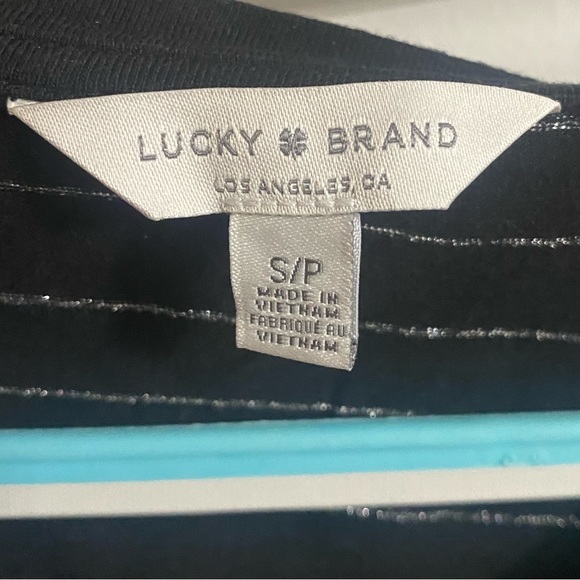 LUCKY BRAND
LOS ANGELES, CA
S/P
MADE IN
VIETNAM
FABRIQUÉ AU
VIETNAM